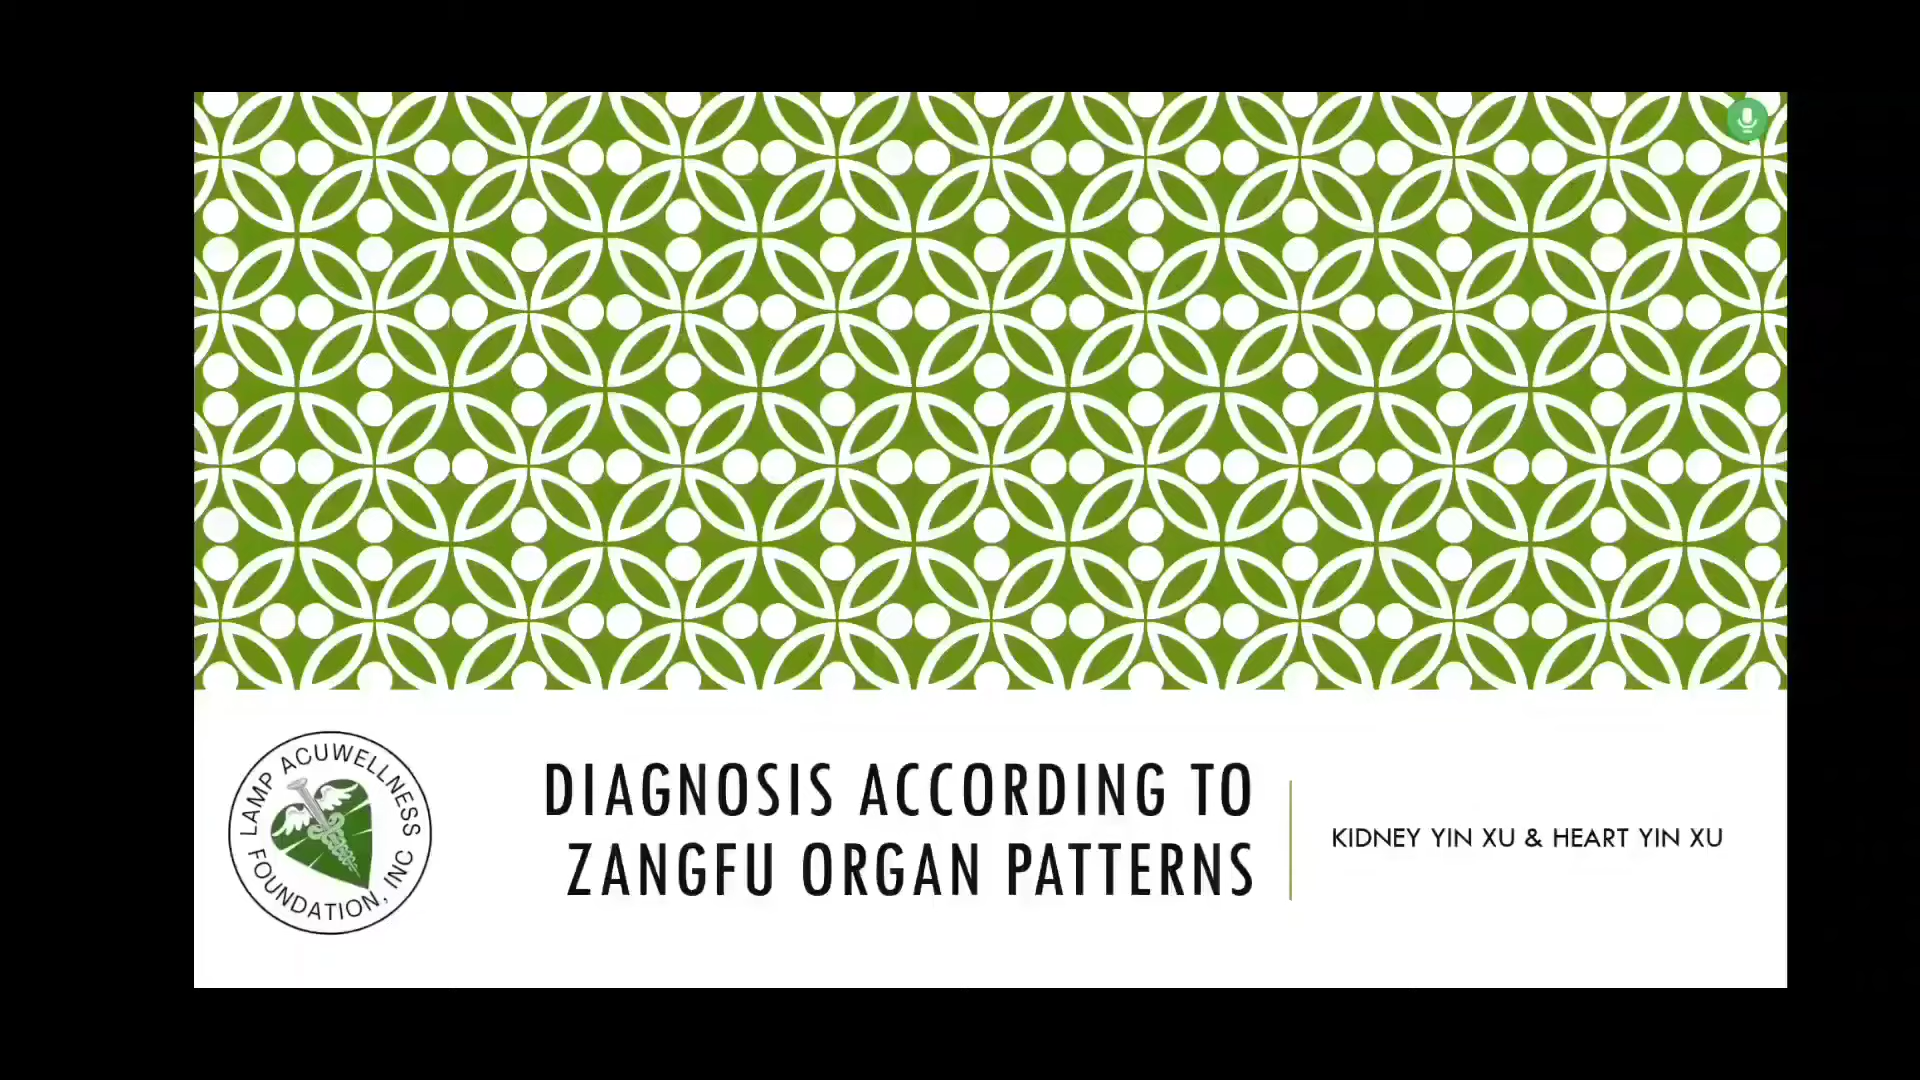 LAMP ACUWELLNESS
FOUNDATION, INC
DIAGNOSIS ACCORDING TO
ZANGFU ORGAN PATTERNS
KIDNEY YIN XU & HEART YIN XU